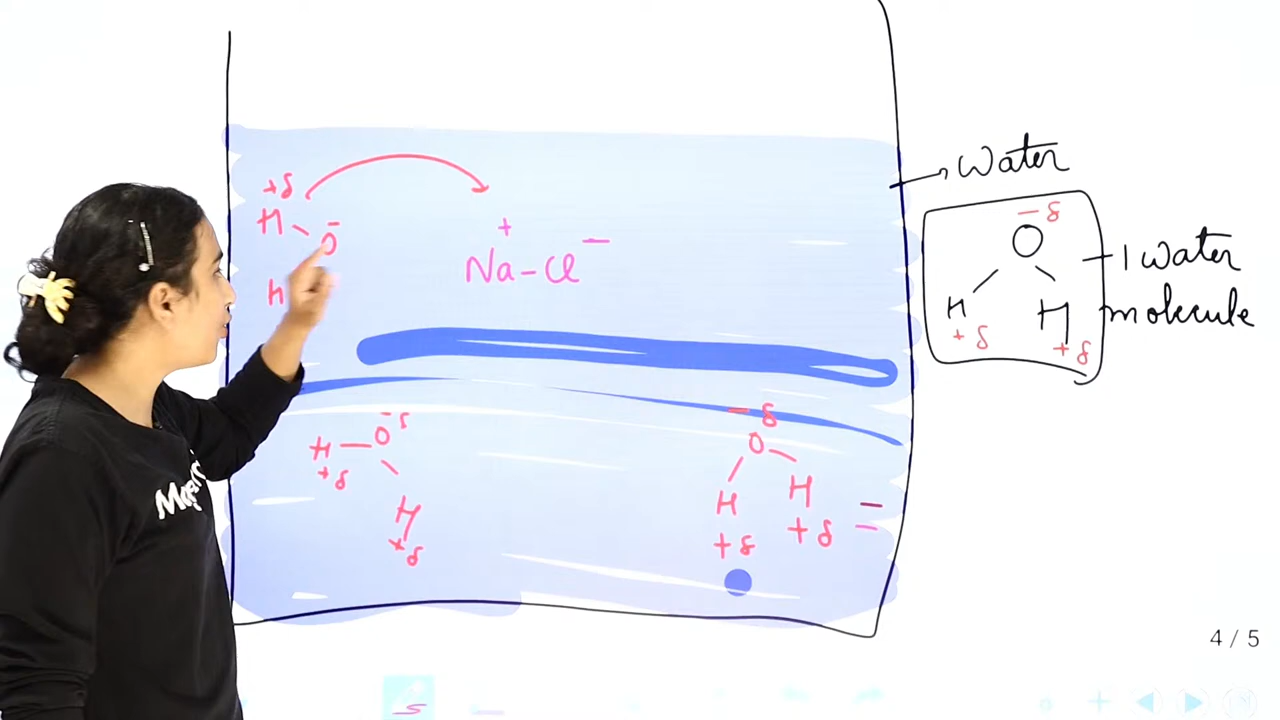 Water
-δ
O
H H
+δ +δ
1 Water
molecule
+δ
H O-
H
+ -
Na-Cl
-δ
H-O
+δ
H
+δ
-δ
O
H H
+δ +δ
4 / 5